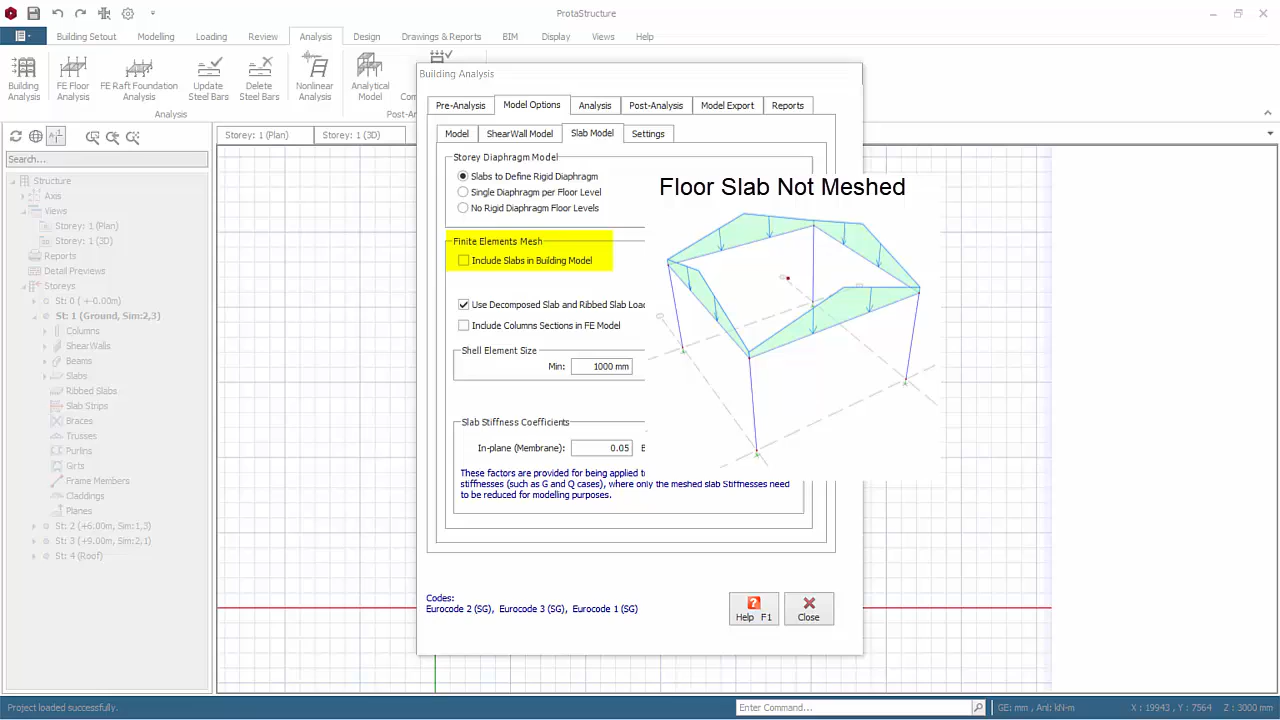 ProtaStructure
Building Setout
Modelling
Loading
Review
Analysis
Design
Drawings & Reports
BIM
Display
Views
Help
Building Analysis
FE Floor Analysis
FE Raft Foundation Analysis
Update Steel Bars
Delete Steel Bars
Nonlinear Analysis
Analytical Model
Analysis
Building Analysis
Pre-Analysis
Model Options
Analysis
Post-Analysis
Model Export
Reports
Storey: 1 (Plan)
Storey: 1 (3D)
Model
ShearWall Model
Slab Model
Settings
Search...
Structure
Axis
Views
Storey: 1 (Plan)
Storey: 1 (3D)
Reports
Detail Previews
Storeys
St: 0 ( +-0.00m)
St: 1 (Ground, Sim:2,3)
Columns
ShearWalls
Beams
Slabs
Ribbed Slabs
Slab Strips
Braces
Trusses
Purlins
Girts
Frame Members
Claddings
Planes
St: 2 (+6.00m, Sim:1,3)
St: 3 (+9.00m, Sim:2,1)
St: 4 (Roof)
Storey Diaphragm Model
Slabs to Define Rigid Diaphragm
Single Diaphragm per Floor Level
No Rigid Diaphragm Floor Levels
Floor Slab Not Meshed
Finite Elements Mesh
Include Slabs in Building Model
Use Decomposed Slab and Ribbed Slab Loa
Include Columns Sections in FE Model
Shell Element Size
Min: 1000 mm
Slab Stiffness Coefficients
In-plane (Membrane): 0.05
These factors are provided for being applied t
stiffnesses (such as G and Q cases), where only the meshed slab Stiffnesses need
to be reduced for modelling purposes.
Codes:
Eurocode 2 (SG), Eurocode 3 (SG), Eurocode 1 (SG)
Help F1
Close
Project loaded successfully.
Enter Command...
GE: mm , Anl: kN-m
X : 19943 , Y : 7564
Z : 3000 mm